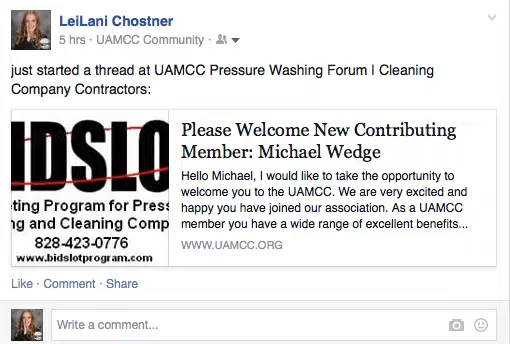 LeiLani Chostner
5 hrs · UAMCC Community ·
just started a thread at UAMCC Pressure Washing Forum | Cleaning
Company Contractors:
IDSLO
eting Program for Press
ng and Cleaning Comp
828-423-0776
www.bidslotprogram.com
Please Welcome New Contributing
Member: Michael Wedge
Hello Michael, I would like to take the opportunity to
welcome you to the UAMCC. We are very excited and
happy you have joined our association. As a UAMCC
member you have a wide range of excellent benefits...
WWW.UAMCC.ORG
Like · Comment · Share
Write a comment...